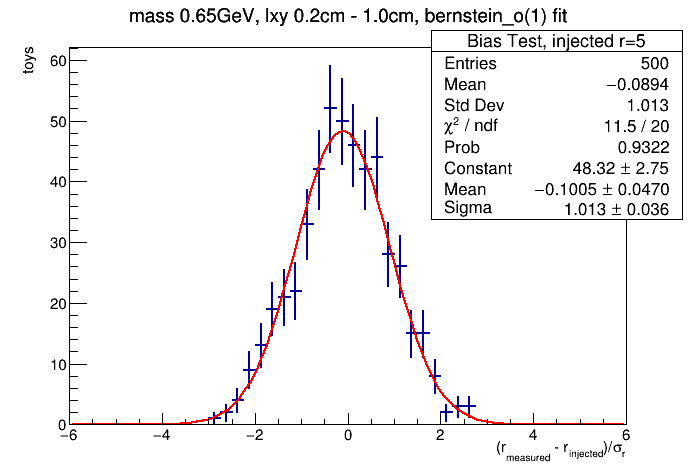 mass 0.65GeV, lxy 0.2cm - 1.0cm, bernstein_o(1) fit
toys
Bias Test, injected r=5
Entries 500
Mean −0.0894
Std Dev 1.013
χ² / ndf 11.5 / 20
Prob 0.9322
Constant 48.32 ± 2.75
Mean −0.1005 ± 0.0470
Sigma 1.013 ± 0.036
60
50
40
30
20
10
0
−6 −4 −2 0 2 4 6
(r_measured - r_injected)/σ_r